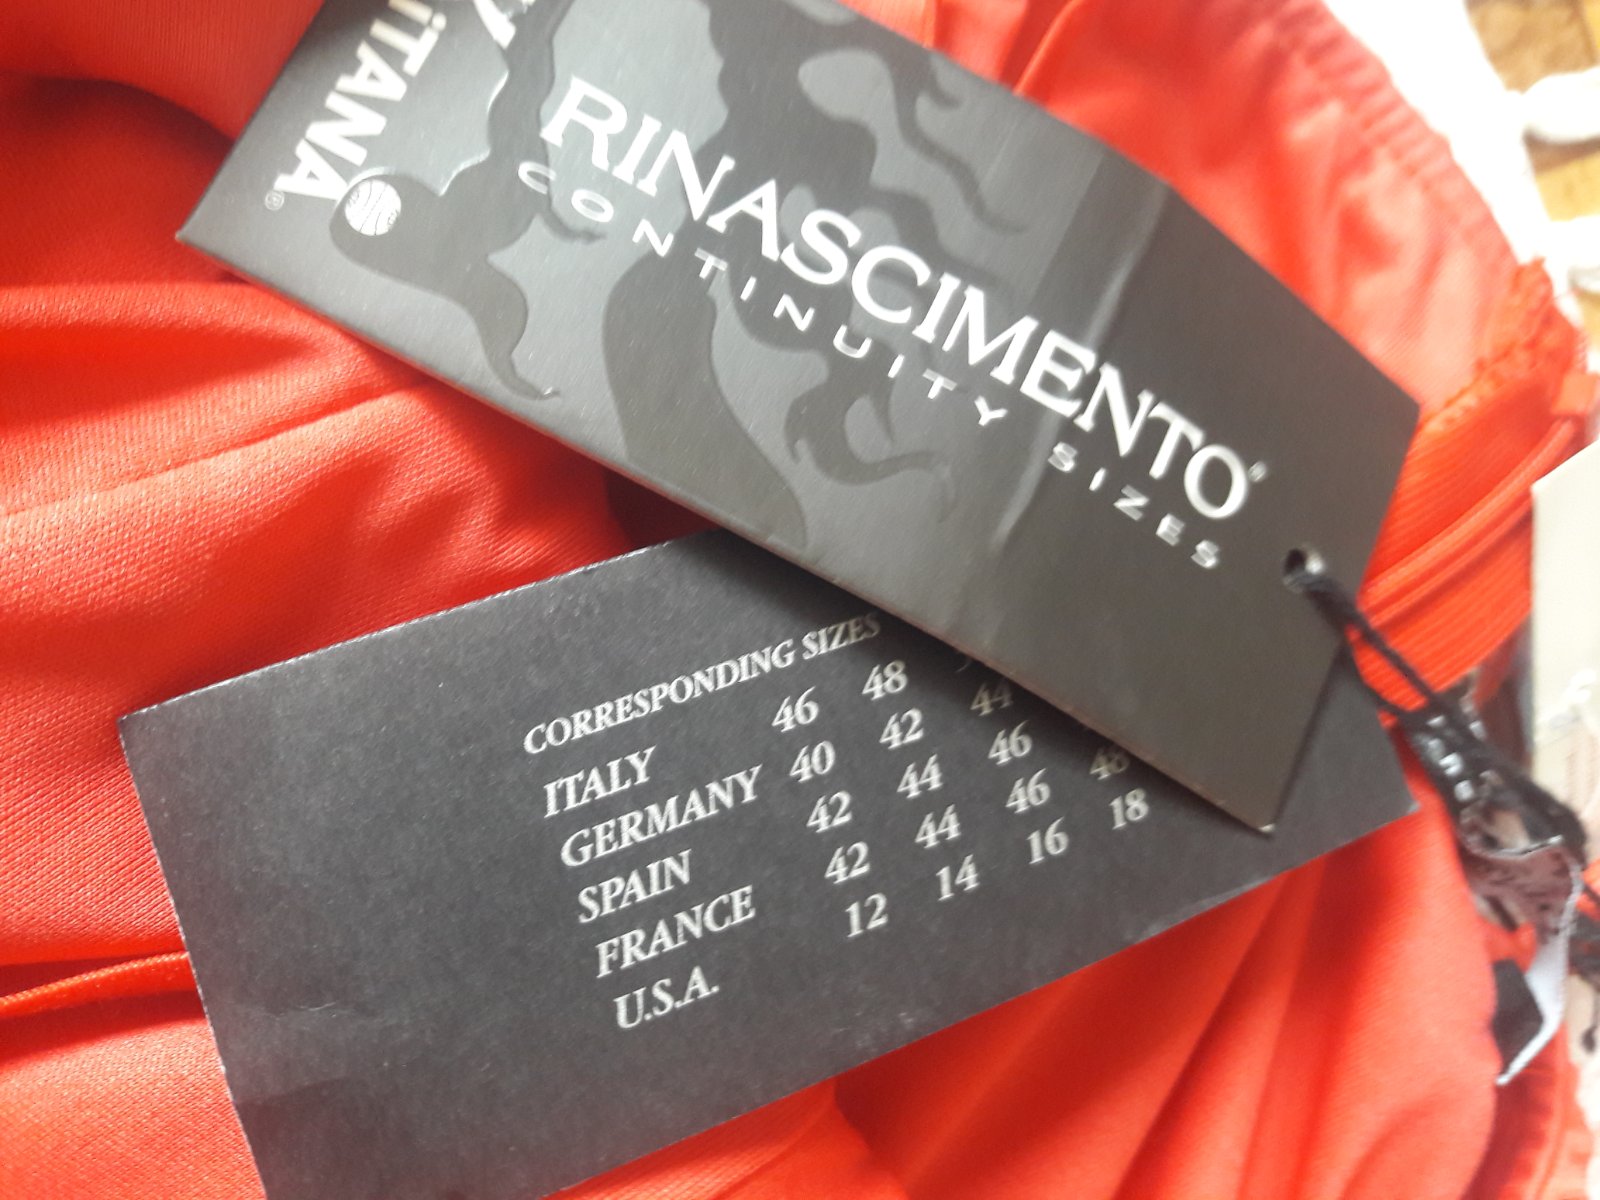 ÏTANA®
RINASCIMENTO®
CONTINUITY SIZES
CORRESPONDING SIZES
ITALY 46 48
GERMANY 40 42 44
SPAIN 42 44 46
FRANCE 42 44 46 48
U.S.A. 12 14 16 18